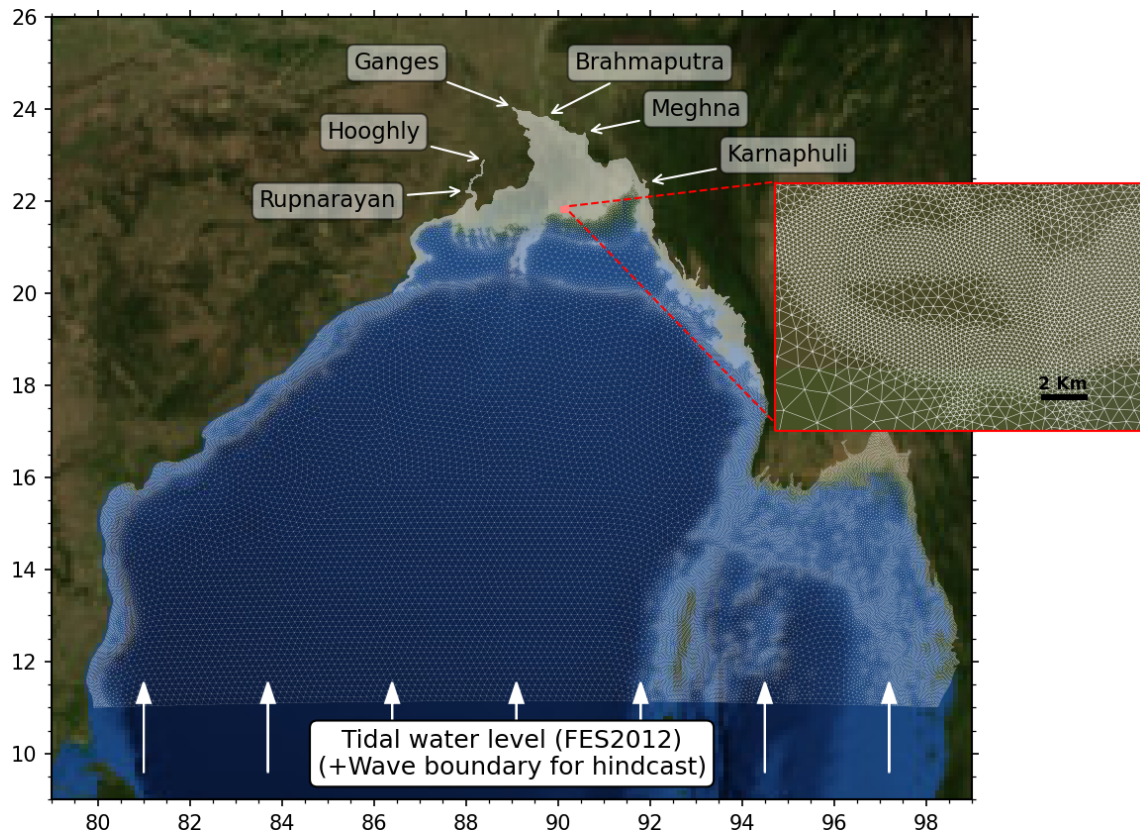 26
24
22
20
18
16
14
12
10
Ganges
Brahmaputra
Meghna
Hooghly
Karnaphuli
Rupnarayan
2 Km
Tidal water level (FES2012)
(+Wave boundary for hindcast)
80 82 84 86 88 90 92 94 96 98